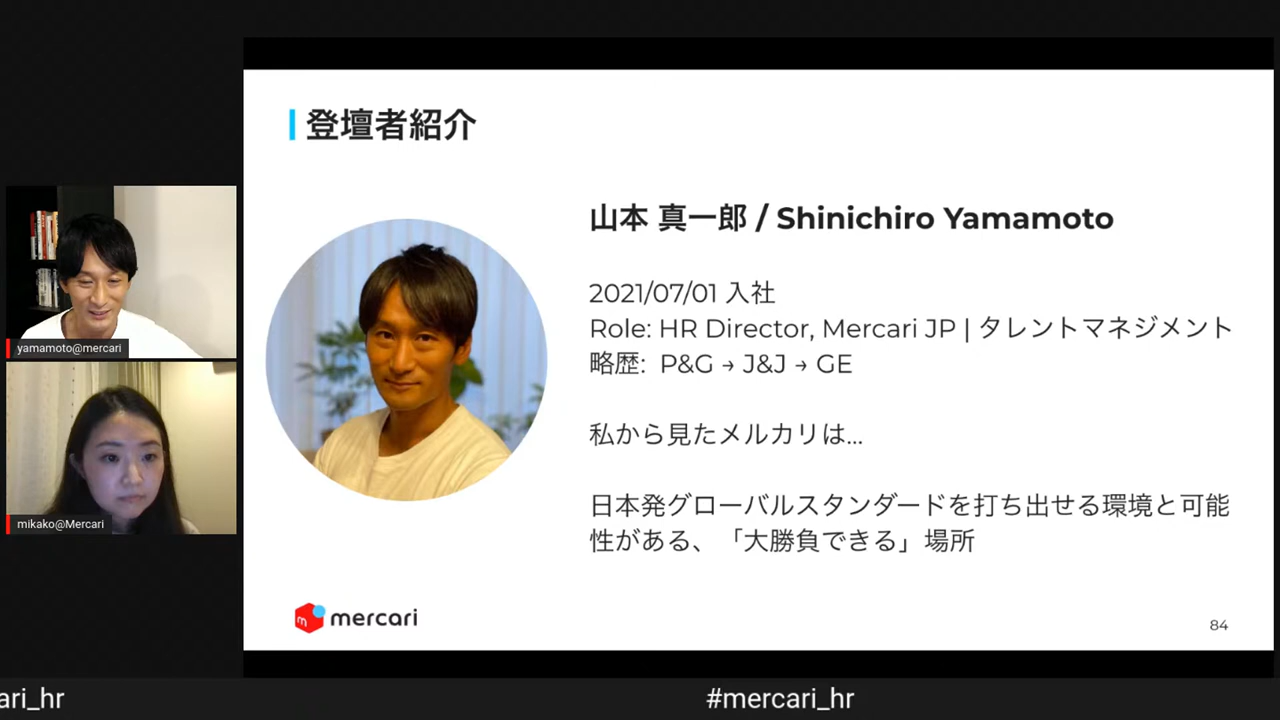 登壇者紹介
山本 真一郎 / Shinichiro Yamamoto
2021/07/01 入社
Role: HR Director, Mercari JP | タレントマネジメント
略歴: P&G → J&J → GE
私から見たメルカリは...
日本発グローバルスタンダードを打ち出せる環境と可能
性がある、「大勝負できる」場所
mercari
84
yamamoto@mercari
mikako@Mercari
ari_hr
#mercari_hr